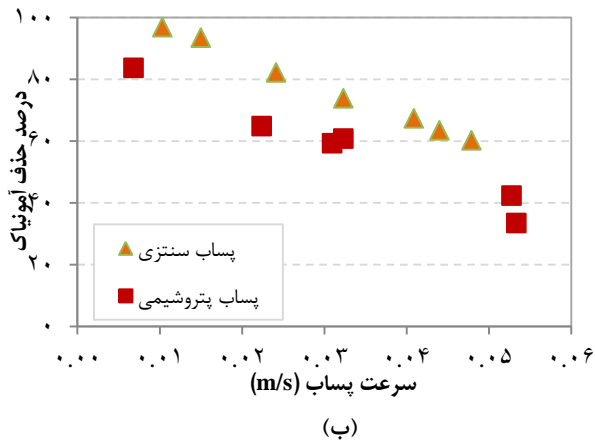 ۱۰۰
۸۰
۶۰
۴۰
۲۰
۰
درصد حذف آمونیاک
پساب سنتزی
پساب پتروشیمی
۰.۰۰ ۰.۰۱ ۰.۰۲ ۰.۰۳ ۰.۰۴ ۰.۰۵ ۰.۰۶
سرعت پساب (m/s)
(ب)